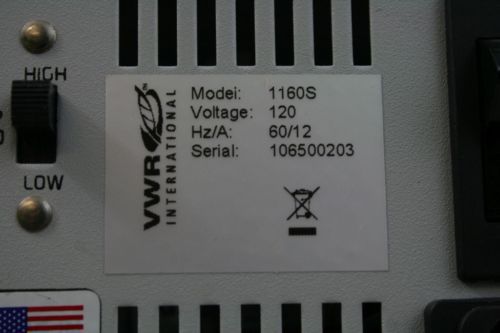 HIGH
LOW
VWR
INTERNATIONAL
Model: 1160S
Voltage: 120
Hz/A: 60/12
Serial: 106500203